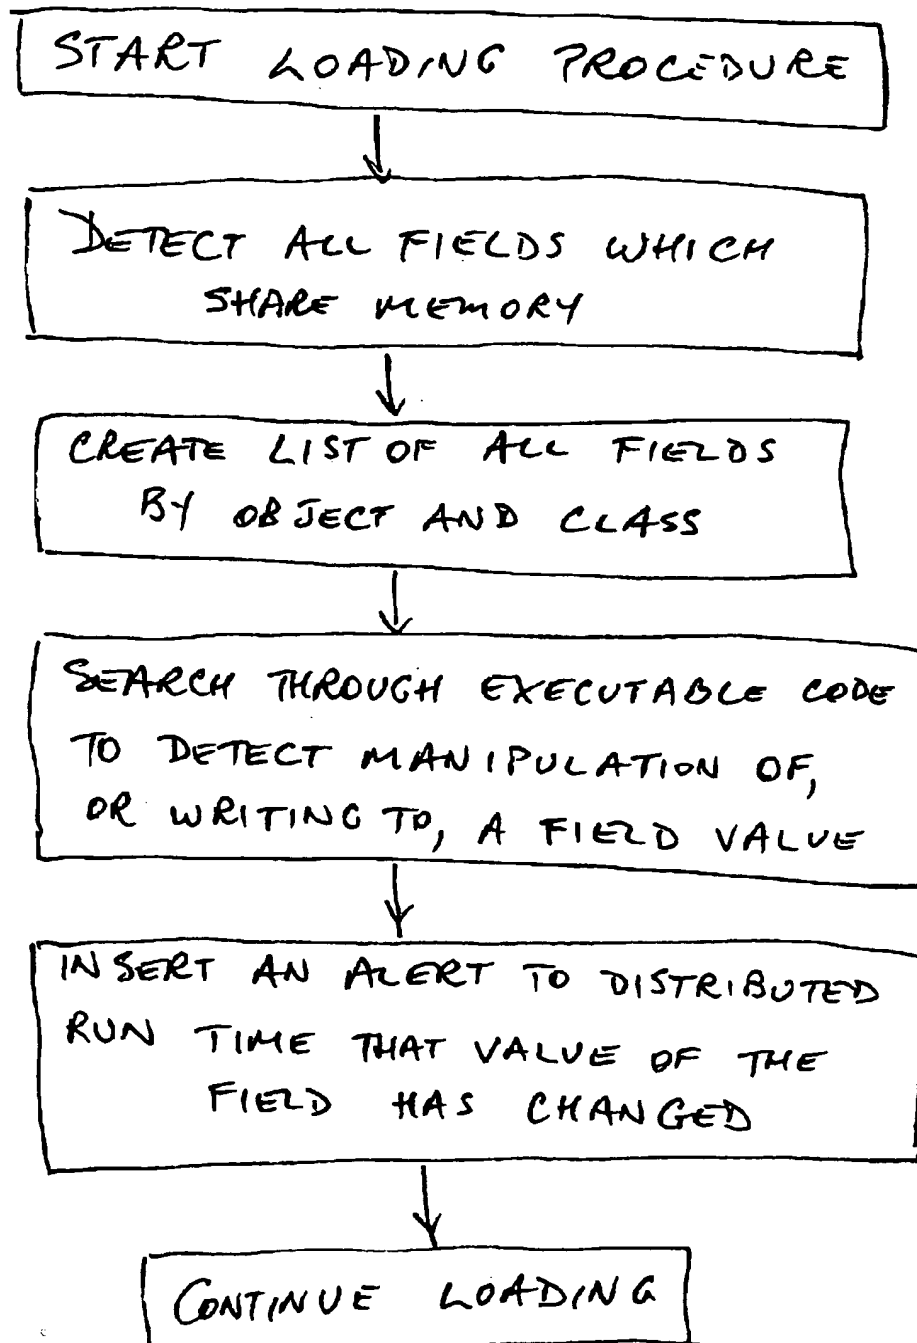 START LOADING PROCEDURE
DETECT ALL FIELDS WHICH
SHARE MEMORY
CREATE LIST OF ALL FIELDS
BY OBJECT AND CLASS
SEARCH THROUGH EXECUTABLE CODE
TO DETECT MANIPULATION OF,
OR WRITING TO, A FIELD VALUE
INSERT AN ALERT TO DISTRIBUTED
RUN TIME THAT VALUE OF THE
FIELD HAS CHANGED
CONTINUE LOADING